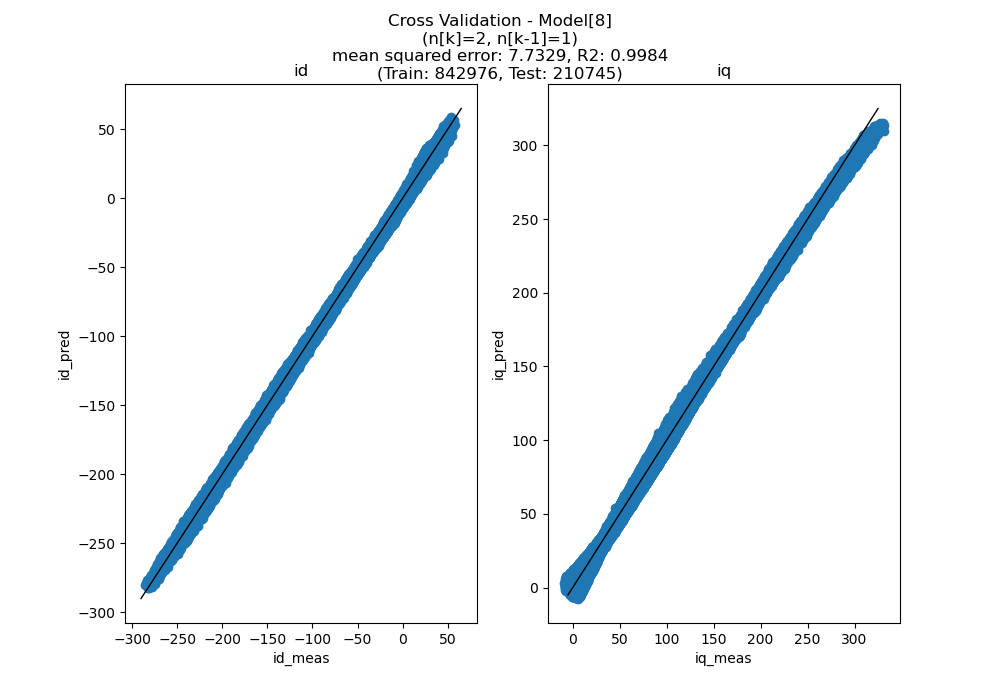 Cross Validation - Model[8]
(n[k]=2, n[k-1]=1)
mean squared error: 7.7329, R2: 0.9984
(Train: 842976, Test: 210745)
id
50
0
−50
−100
−150
−200
−250
−300
id_pred
−300 −250 −200 −150 −100 −50 0 50
id_meas
iq
300
250
200
150
100
50
0
iq_pred
0 50 100 150 200 250 300
iq_meas